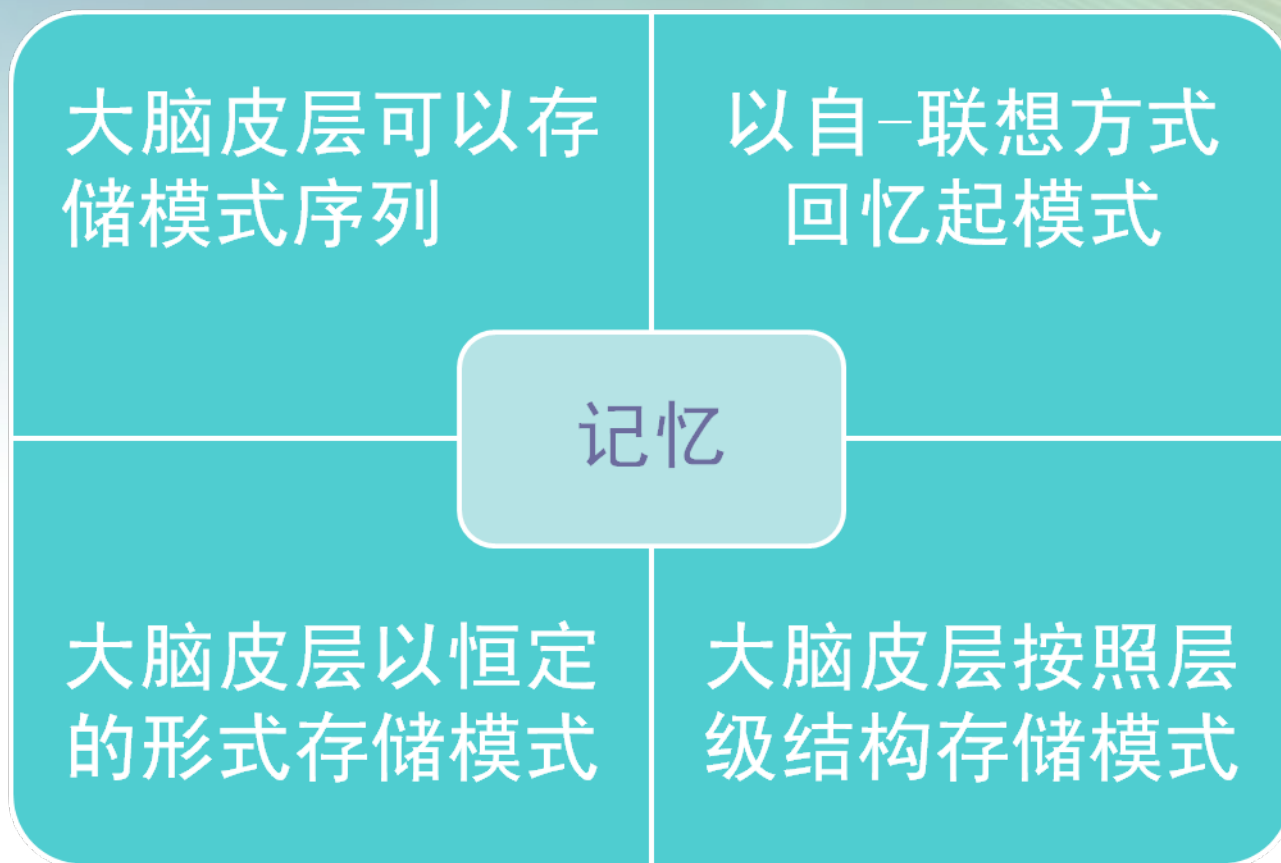 大脑皮层可以存
储模式序列
以自-联想方式
回忆起模式
记忆
大脑皮层以恒定
的形式存储模式
大脑皮层按照层
级结构存储模式